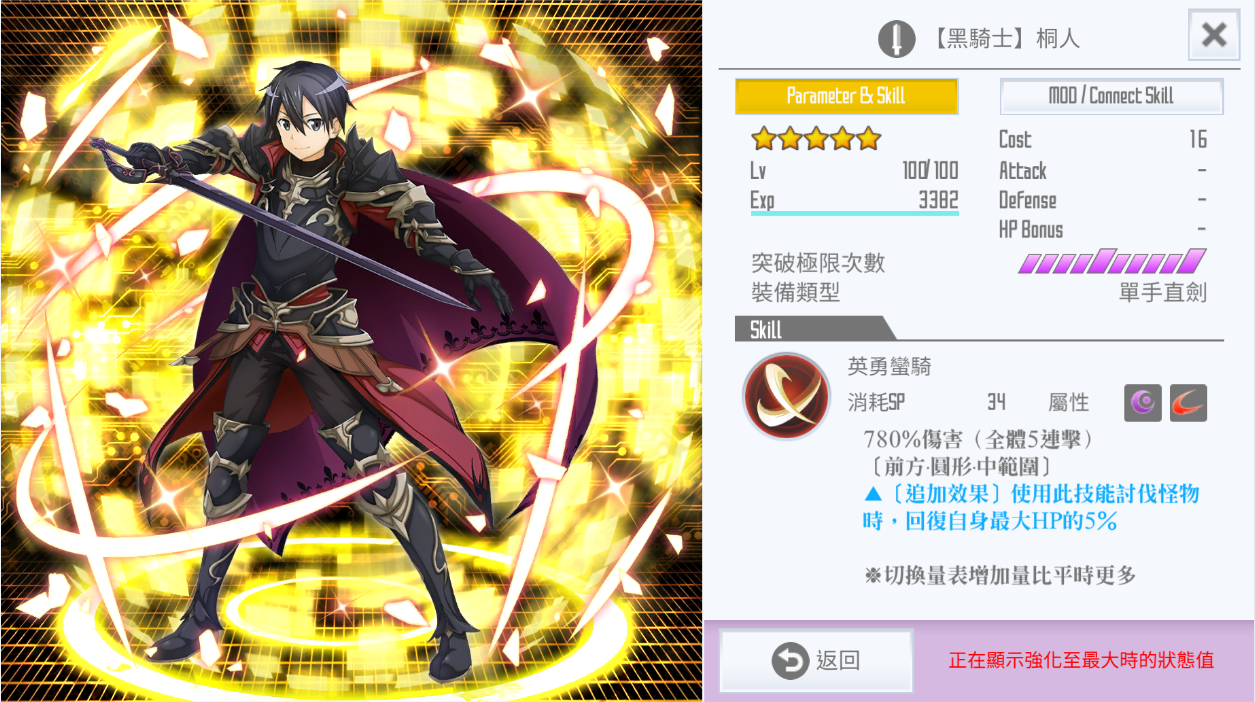 【黑騎士】桐人
Parameter & Skill
MOD / Connect Skill
Lv 100/100
Exp 3382
Cost 16
Attack -
Defense -
HP Bonus -
突破極限次數
裝備類型 單手直劍
Skill
英勇蠻騎
消耗SP 34 屬性
780%傷害（全體5連擊）
〔前方·圓形·中範圍〕
▲〔追加效果〕使用此技能討伐怪物
時，回復自身最大HP的5%
※切換量表增加量比平時更多
返回
正在顯示強化至最大時的狀態值